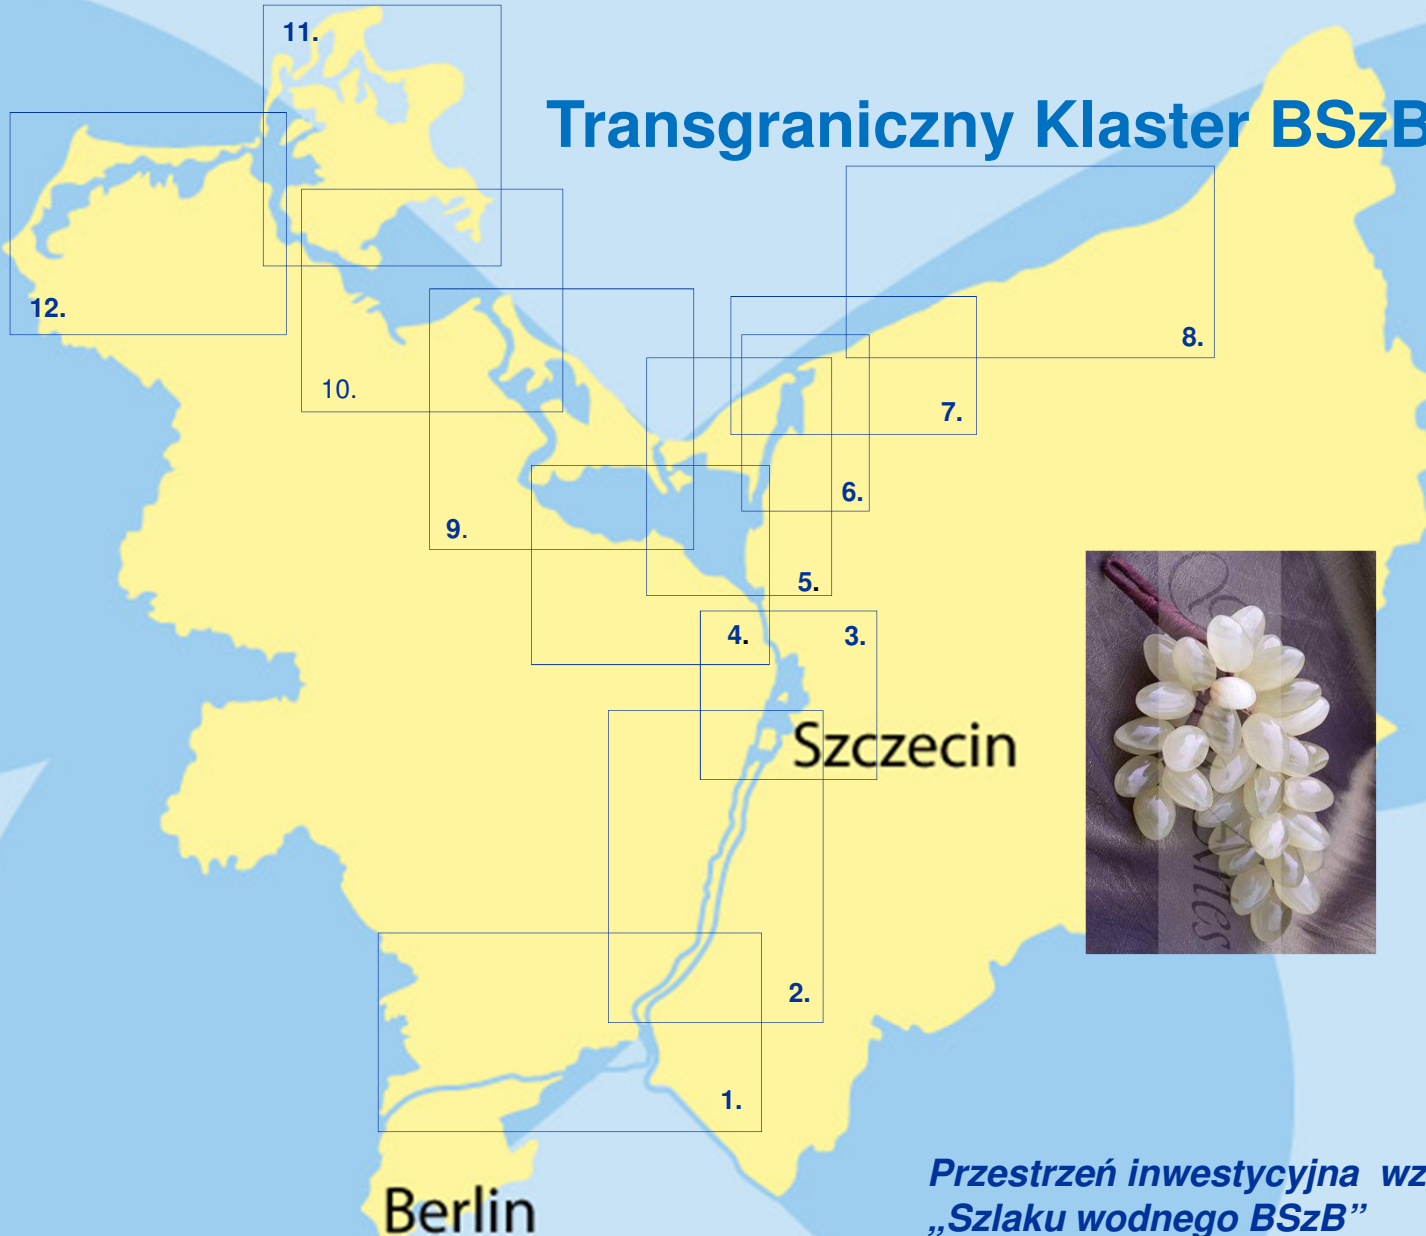 11.
Transgraniczny Klaster BSzB
12.
8.
10.
7.
6.
9.
5.
4.
3.
Szczecin
2.
1.
Przestrzeń inwestycyjna
„Szlaku wodnego BSzB”
Berlin